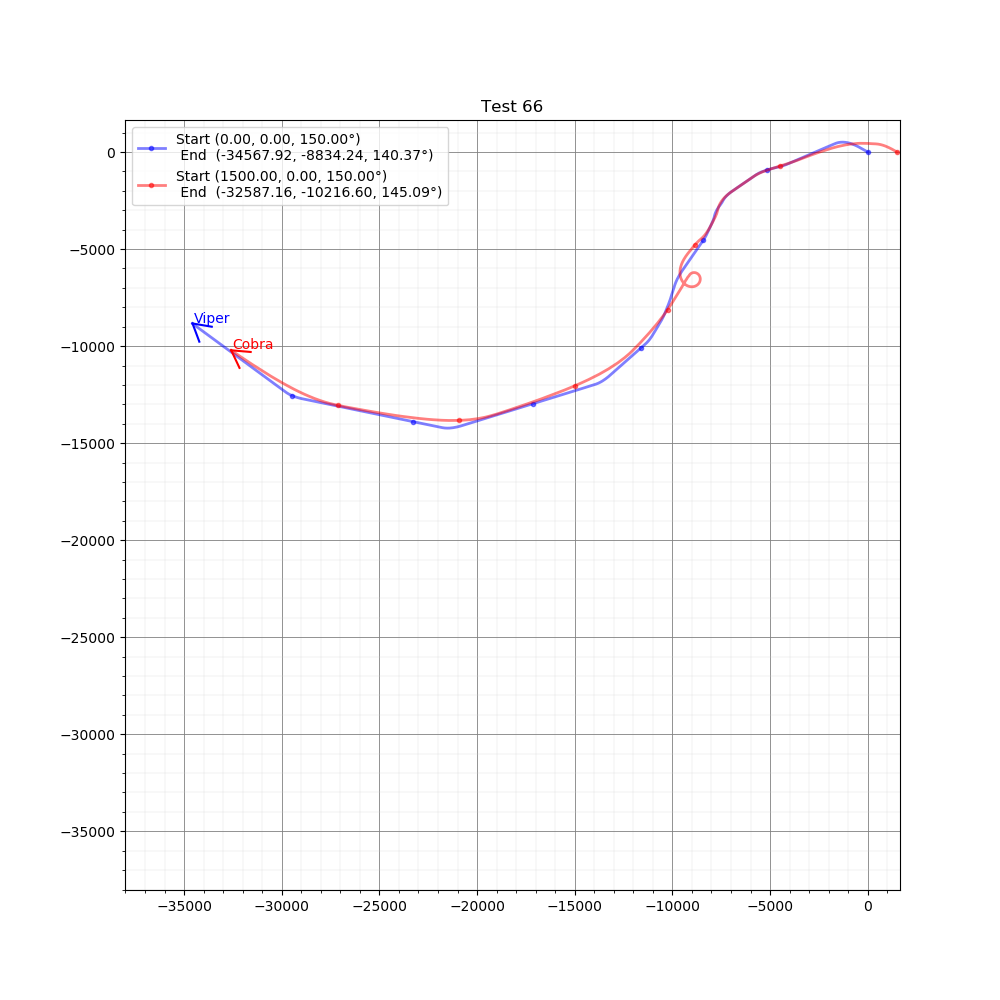 Test 66
Start (0.00, 0.00, 150.00°)
End  (-34567.92, -8834.24, 140.37°)
Start (1500.00, 0.00, 150.00°)
End  (-32587.16, -10216.60, 145.09°)
0
−5000
−10000
−15000
−20000
−25000
−30000
−35000
Viper
Cobra
−35000 −30000 −25000 −20000 −15000 −10000 −5000 0